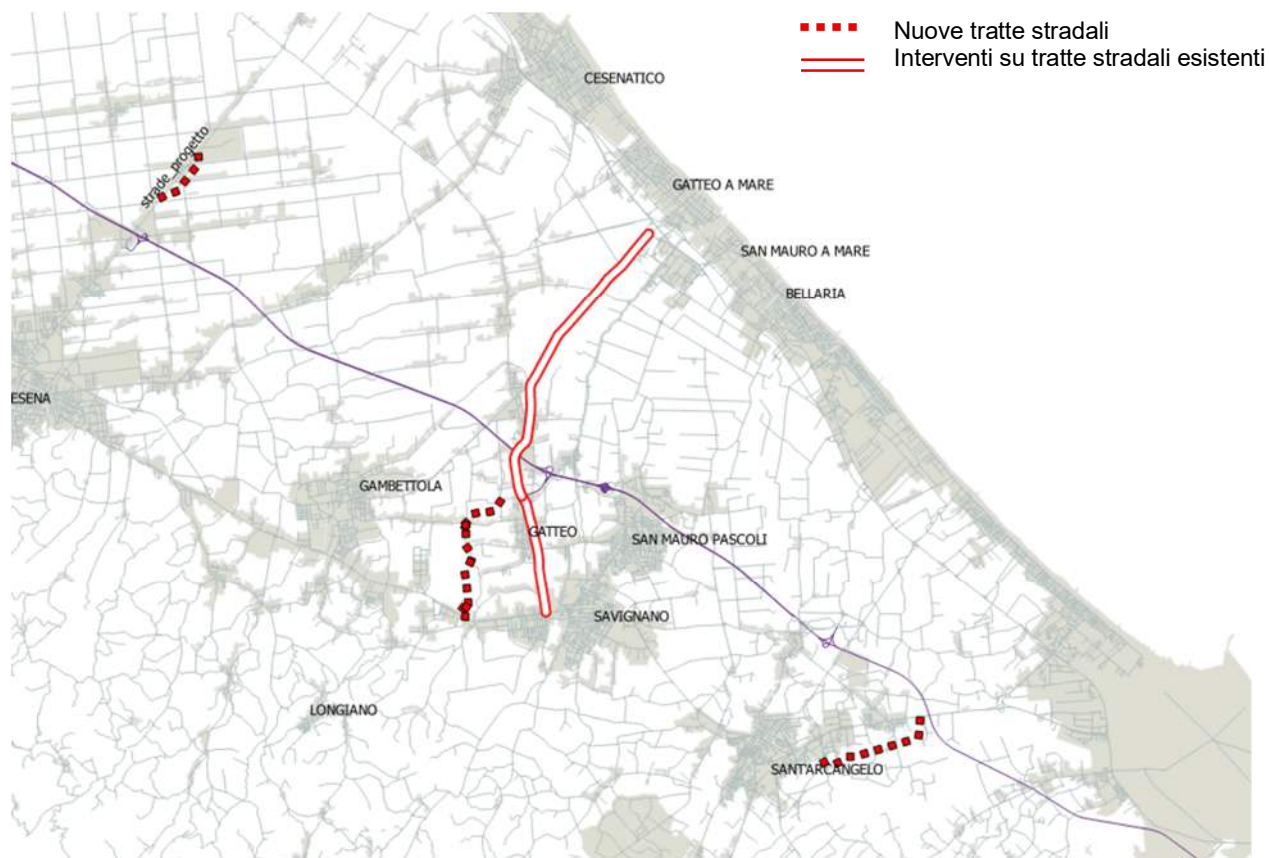 Nuove tratte stradali
Interventi su tratte stradali esistenti
CESENATICO
strade_progetto
GATTEO A MARE
SAN MAURO A MARE
BELLARIA
ESENA
GAMBETTOLA
GATTEO
SAN MAURO PASCOLI
SAVIGNANO
LONGIANO
SANT'ARCANGELO